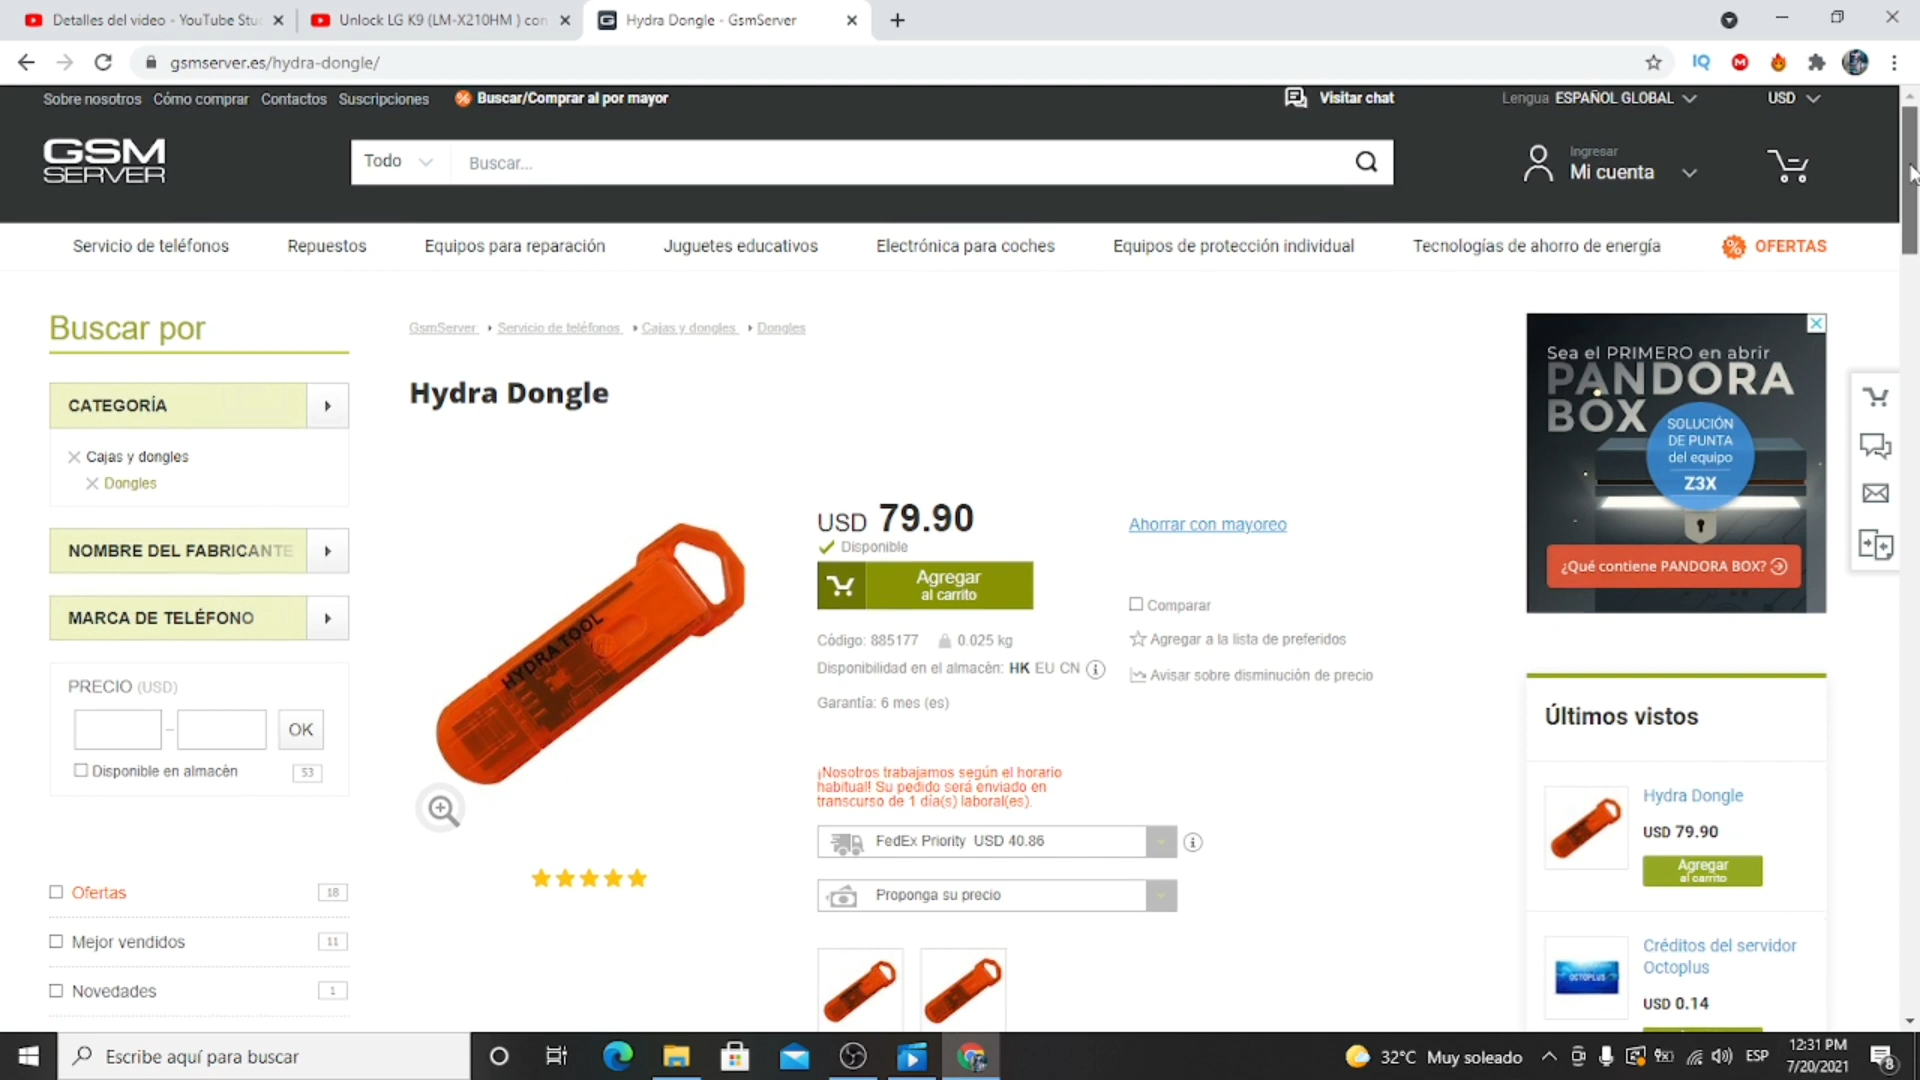 Detalles del video - YouTube Stu
Unlock LG K9 (LM-X210HM ) con
Hydra Dongle - GsmServer
gsmserver.es/hydra-dongle/
Sobre nosotros Cómo comprar Contactos Suscripciones Buscar/Comprar al por mayor
Visitar chat
Lengua ESPAÑOL GLOBAL
USD
GSM
SERVER
Todo
Buscar...
Ingresar
Mi cuenta
Servicio de teléfonos Repuestos Equipos para reparación Juguetes educativos Electrónica para coches Equipos de protección individual Tecnologías de ahorro de energía OFERTAS
Buscar por
CATEGORÍA
Cajas y dongles
Dongles
NOMBRE DEL FABRICANTE
MARCA DE TELÉFONO
PRECIO (USD)
OK
Disponible en almacén 53
Ofertas 18
Mejor vendidos 11
Novedades 1
GsmServer Servicio de teléfonos Cajas y dongles Dongles
Hydra Dongle
HYDRA TOOL
USD 79.90
Disponible
Agregar
al carrito
Código: 885177 0.025 kg
Disponibilidad en el almacén: HK EU CN
Garantía: 6 mes (es)
Ahorrar con mayoreo
Comparar
Agregar a la lista de preferidos
Avisar sobre disminución de precio
¡Nosotros trabajamos según el horario
habitual! Su pedido será enviado en
transcurso de 1 día(s) laboral(es).
FedEx Priority USD 40.86
Proponga su precio
Sea el PRIMERO en abrir
PANDORA
BOX
SOLUCIÓN
DE PUNTA
del equipo
Z3X
¿Qué contiene PANDORA BOX?
Últimos vistos
Hydra Dongle
USD 79.90
Agregar
al carrito
OCTOPLUS
Créditos del servidor
Octoplus
USD 0.14
Escribe aquí para buscar
32°C Muy soleado
ESP
12:31 PM
7/20/2021
8